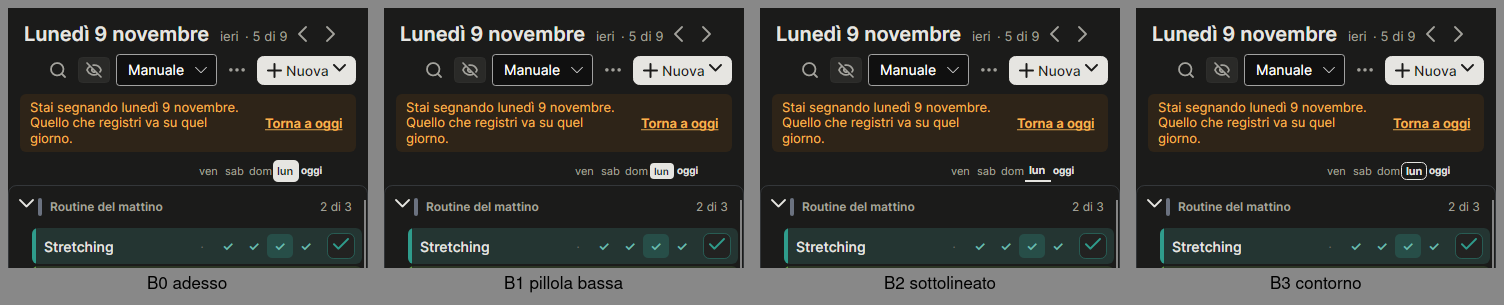 Lunedì 9 novembre ieri · 5 di 9
Manuale ··· + Nuova
Stai segnando lunedì 9 novembre.
Quello che registri va su quel
giorno.
Torna a oggi
ven sab dom lun oggi
Routine del mattino 2 di 3
Stretching
B0 adesso
Lunedì 9 novembre ieri · 5 di 9
Manuale ··· + Nuova
Stai segnando lunedì 9 novembre.
Quello che registri va su quel
giorno.
Torna a oggi
ven sab dom lun oggi
Routine del mattino 2 di 3
Stretching
B1 pillola bassa
Lunedì 9 novembre ieri · 5 di 9
Manuale ··· + Nuova
Stai segnando lunedì 9 novembre.
Quello che registri va su quel
giorno.
Torna a oggi
ven sab dom lun oggi
Routine del mattino 2 di 3
Stretching
B2 sottolineato
Lunedì 9 novembre ieri · 5 di 9
Manuale ··· + Nuova
Stai segnando lunedì 9 novembre.
Quello che registri va su quel
giorno.
Torna a oggi
ven sab dom lun oggi
Routine del mattino 2 di 3
Stretching
B3 contorno